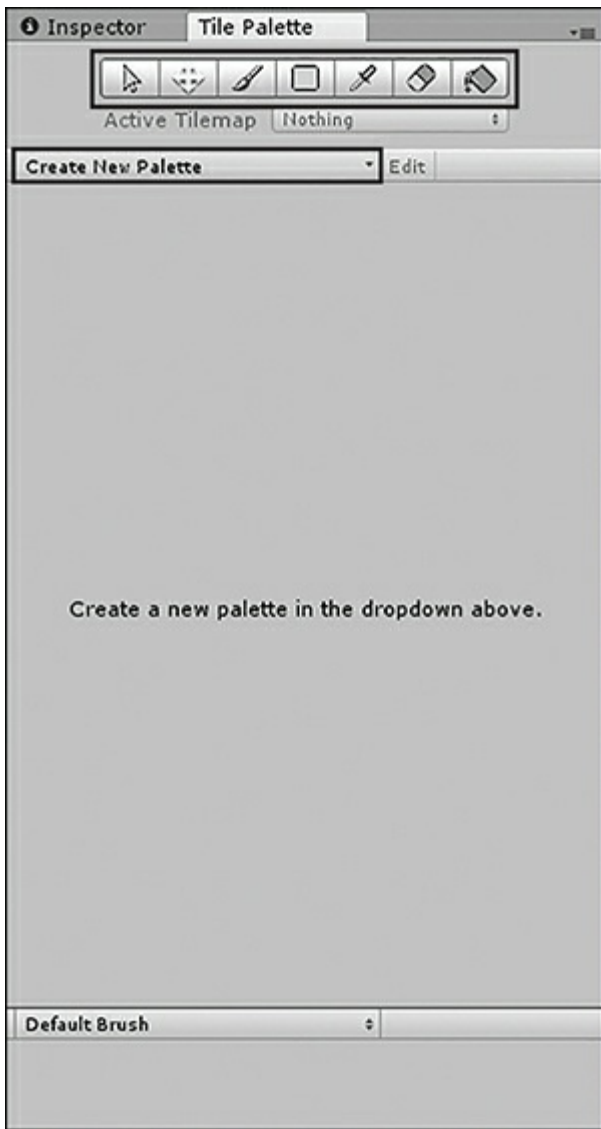 Inspector
Tile Palette
Active Tilemap Nothing
Create New Palette Edit
Create a new palette in the dropdown above.
Default Brush